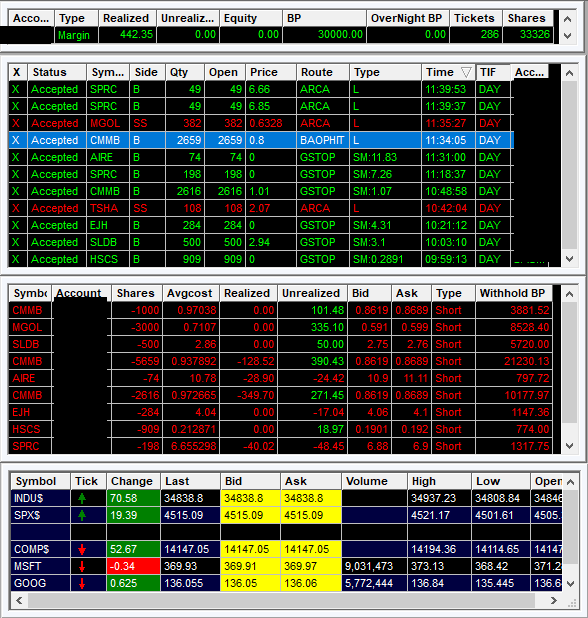 Acco... Type Realized Unrealiz... Equity BP OverNight BP Tickets Shares
Margin 442.35 0.00 0.00 30000.00 0.00 286 33326
X Status Sym... Side Qty Open Price Route Type Time TIF Acc...
X Accepted SPRC B 49 49 6.66 ARCA L 11:39:53 DAY
X Accepted SPRC B 49 49 6.85 ARCA L 11:39:37 DAY
X Accepted MGOL SS 382 382 0.6328 ARCA L 11:35:27 DAY
X Accepted CMMB B 2659 2659 0.8 BAOPHIT L 11:34:05 DAY
X Accepted AIRE B 74 74 0 GSTOP SM:11.83 11:31:00 DAY
X Accepted SPRC B 198 198 0 GSTOP SM:7.26 11:18:37 DAY
X Accepted CMMB B 2616 2616 1.01 GSTOP SM:1.07 10:48:58 DAY
X Accepted TSHA SS 108 108 2.07 ARCA L 10:42:04 DAY
X Accepted EJH B 284 284 0 GSTOP SM:4.31 10:21:12 DAY
X Accepted SLDB B 500 500 2.94 GSTOP SM:3.1 10:03:10 DAY
X Accepted HSCS B 909 909 0 GSTOP SM:0.2891 09:59:13 DAY
Symbo Account Shares Avgcost Realized Unrealized Bid Ask Type Withhold BP
CMMB -1000 0.97038 0.00 101.48 0.8619 0.8689 Short 3881.52
MGOL -3000 0.7107 0.00 335.10 0.591 0.599 Short 8528.40
SLDB -500 2.86 0.00 50.00 2.75 2.76 Short 5720.00
CMMB -5659 0.937892 -128.52 390.43 0.8619 0.8689 Short 21230.13
AIRE -74 10.78 -26.90 -24.42 10.9 11.11 Short 797.72
CMMB -2616 0.972665 -349.70 271.45 0.8619 0.8689 Short 10177.97
EJH -284 4.04 0.00 -17.04 4.06 4.1 Short 1147.36
HSCS -909 0.212871 0.00 18.97 0.1901 0.192 Short 774.00
SPRC -198 6.655298 -40.02 -48.45 6.88 6.9 Short 1317.75
Symbol Tick Change Last Bid Ask Volume High Low Open
INDU$ 70.58 34838.8 34838.8 34838.8 34937.23 34808.84 34846
SPX$ 19.39 4515.09 4515.09 4515.09 4521.17 4501.61 4505.
COMP$ 52.67 14147.05 14147.05 14147.05 14194.36 14114.65 14147.
MSFT -0.34 369.93 369.91 369.97 9,031,473 373.13 368.42 371.2
GOOG 0.625 136.055 136.05 136.06 5,772,444 136.84 135.445 136.6